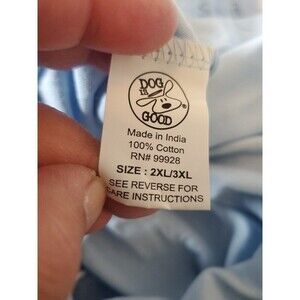 DOG
is
GOOD
®
Made in India
100% Cotton
RN# 99928
SIZE : 2XL/3XL
SEE REVERSE FOR
CARE INSTRUCTIONS